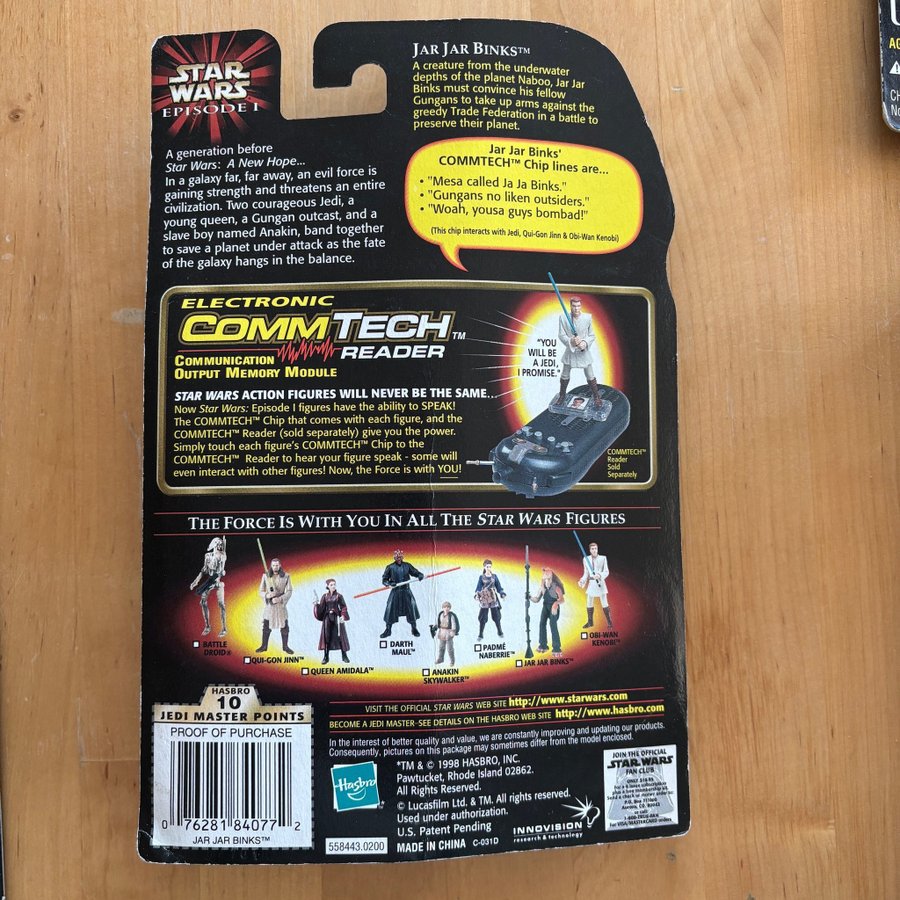 STAR
WARS
EPISODE I
JAR JAR BINKS™
A creature from the underwater
depths of the planet Naboo, Jar Jar
Binks must convince his fellow
Gungans to take up arms against the
greedy Trade Federation in a battle to
preserve their planet.
A generation before
Star Wars: A New Hope...
In a galaxy far, far away, an evil force is
gaining strength and threatens an entire
civilization. Two courageous Jedi, a
young queen, a Gungan outcast, and a
slave boy named Anakin, band together
to save a planet under attack as the fate
of the galaxy hangs in the balance.
Jar Jar Binks'
COMMTECH™ Chip lines are...
• "Mesa called Ja Ja Binks."
• "Gungans no liken outsiders."
• "Woah, yousa guys bombad!"
(This chip interacts with Jedi, Qui-Gon Jinn & Obi-Wan Kenobi)
ELECTRONIC
COMMTECH™
READER
COMMUNICATION
OUTPUT MEMORY MODULE
STAR WARS ACTION FIGURES WILL NEVER BE THE SAME...
Now Star Wars: Episode I figures have the ability to SPEAK!
The COMMTECH™ Chip that comes with each figure, and the
COMMTECH™ Reader (sold separately) give you the power.
Simply touch each figure's COMMTECH™ Chip to the
COMMTECH™ Reader to hear your figure speak - some will
even interact with other figures! Now, the Force is with YOU!
"YOU
WILL BE
A JEDI,
I PROMISE."
COMMTECH™
Reader
Sold
Separately
THE FORCE IS WITH YOU IN ALL THE STAR WARS FIGURES
BATTLE
DROID®
QUI-GON JINN™
QUEEN AMIDALA™
DARTH
MAUL™
ANAKIN
SKYWALKER™
PADMÉ
NABERRIE™
JAR JAR BINKS™
OBI-WAN
KENOBI™
VISIT THE OFFICIAL STAR WARS WEB SITE http://www.starwars.com
BECOME A JEDI MASTER-SEE DETAILS ON THE HASBRO WEB SITE http://www.hasbro.com
In the interest of better quality and value, we are constantly improving and updating our products.
Consequently, pictures on this package may sometimes differ from the model enclosed.
HASBRO
10
JEDI MASTER POINTS
PROOF OF PURCHASE
0 76281 84077 2
JAR JAR BINKS™
Hasbro
558443.0200
*TM & © 1998 HASBRO, INC.
Pawtucket, Rhode Island 02862.
All Rights Reserved.
© Lucasfilm Ltd. & TM. All rights reserved.
Used under authorization.
U.S. Patent Pending
MADE IN CHINA C-031D
INNOVISION
research & technology
JOIN THE OFFICIAL
STAR WARS
FAN CLUB